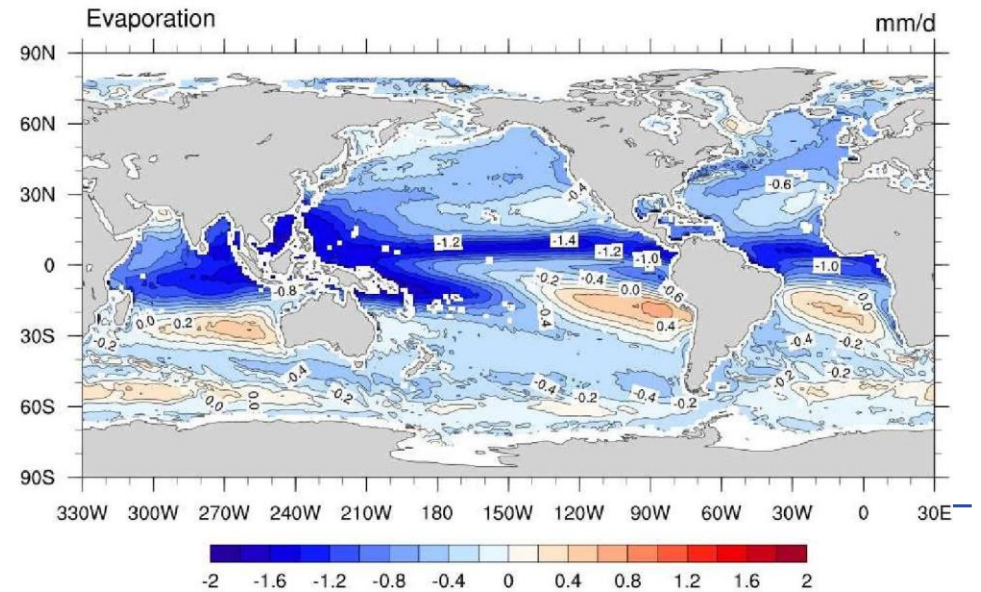 Evaporation mm/d
90N
60N
-0.4
-0.6
30N
-1.2 -1.4
-1.2
-1.0 -1.0
0
-0.2 -0.4
-0.8 0.0 -0.6 0.0
0.0 0.2 -0.4 0.4
30S
-0.2 -0.4 -0.2
-0.4 -0.2 -0.2
-0.2 -0.4 -0.2 -0.4
0.0 0.0 -0.2
60S
90S
330W 300W 270W 240W 210W 180 150W 120W 90W 60W 30W 0 30E
-2 -1.6 -1.2 -0.8 -0.4 0 0.4 0.8 1.2 1.6 2